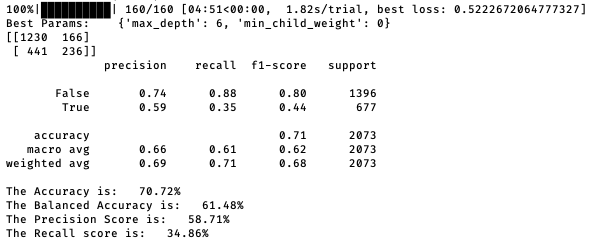 100%|██████████| 160/160 [04:51<00:00,  1.82s/trial, best loss: 0.5222672064777327]
Best Params:    {'max_depth': 6, 'min_child_weight': 0}
[[1230  166]
 [ 441  236]]
              precision    recall  f1-score   support

       False       0.74      0.88      0.80      1396
        True       0.59      0.35      0.44       677

    accuracy                           0.71      2073
   macro avg       0.66      0.61      0.62      2073
weighted avg       0.69      0.71      0.68      2073

The Accuracy is:   70.72%
The Balanced Accuracy is:   61.48%
The Precision Score is:   58.71%
The Recall score is:   34.86%